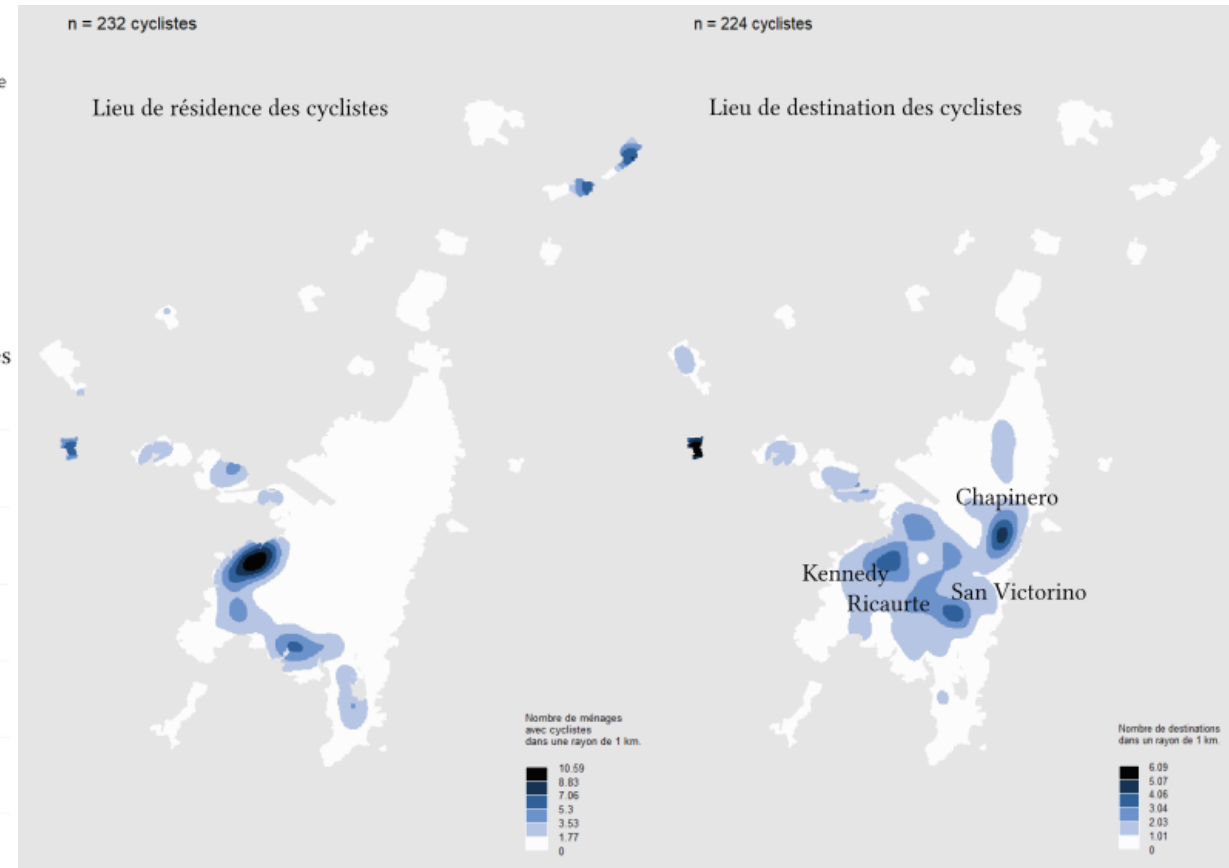 n = 232 cyclistes
Lieu de résidence des cyclistes
Nombre de ménages
avec cyclistes
dans une rayon de 1 km.
10.59
8.83
7.06
5.3
3.53
1.77
0
n = 224 cyclistes
Lieu de destination des cyclistes
Chapinero
Kennedy
Ricaurte
San Victorino
Nombre de destinations
dans un rayon de 1 km.
6.09
5.07
4.06
3.04
2.03
1.01
0